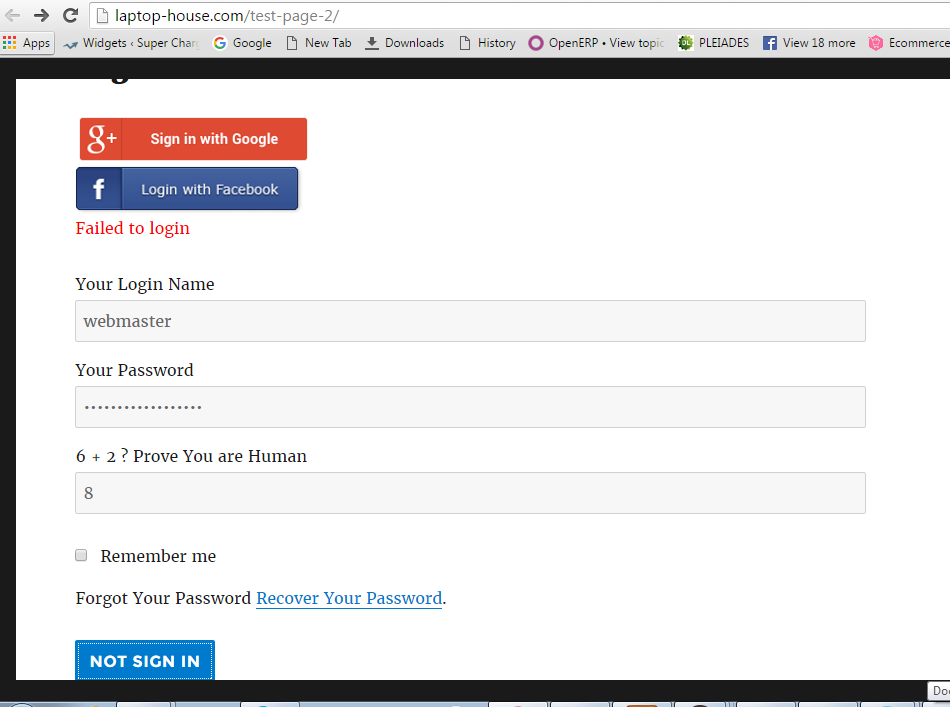 laptop-house.com/test-page-2/
Apps Widgets ‹ Super Charg Google New Tab Downloads History OpenERP • View topic PLEIADES View 18 more Ecommerce
g+ Sign in with Google
f Login with Facebook
Failed to login
Your Login Name
webmaster
Your Password
••••••••••••••••••
6 + 2 ? Prove You are Human
8
Remember me
Forgot Your Password Recover Your Password.
NOT SIGN IN